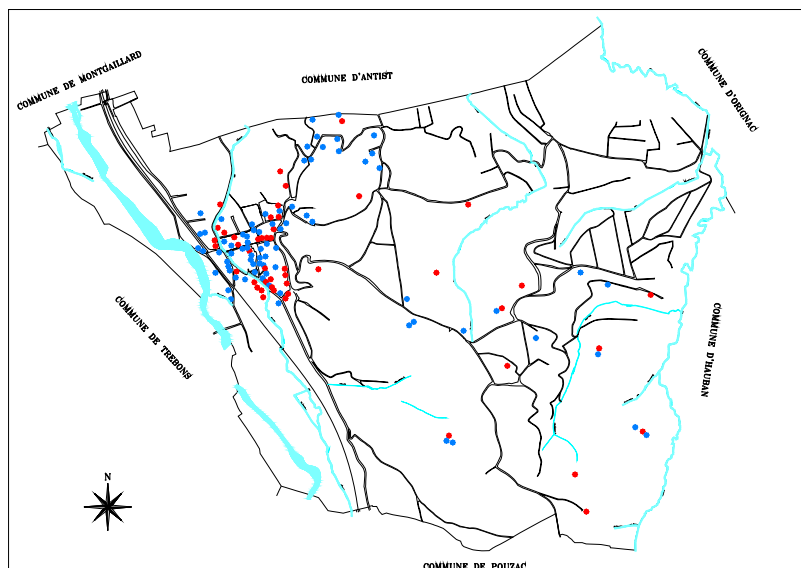 COMMUNE DE MONTGAILLARD
COMMUNE D'ANTIST
COMMUNE D'ORIGNAC
COMMUNE DE TREBONS
COMMUNE D'HAUBAN
N
COMMUNE DE POUZAC